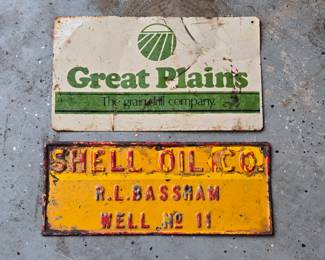 Great Plains
The grain drill company.
SHELL OIL CO.
R.L.BASSHAM
WELL Nº 11